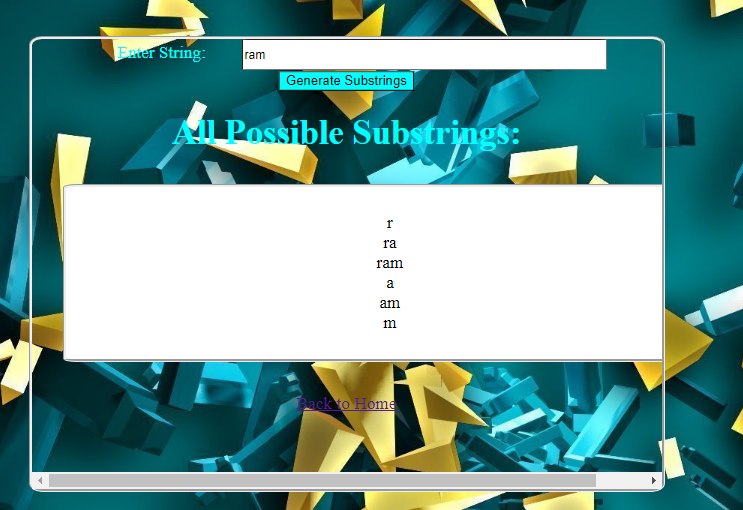 Enter String: ram
Generate Substrings
All Possible Substrings:
r
ra
ram
a
am
m
Back to Home